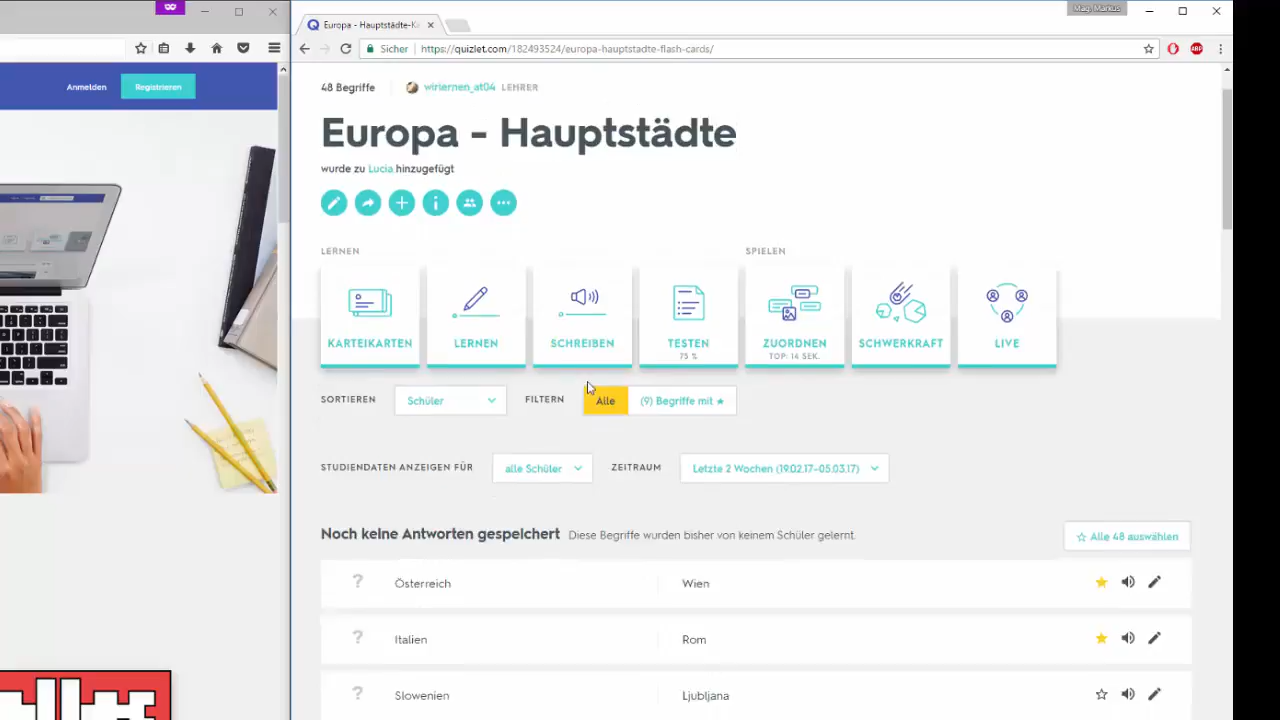 Anmelden
Registrieren
Europa - Hauptstädte-Ka
Mag. Markus
Sicher
https://quizlet.com/182493524/europa-hauptstadte-flash-cards/
ABP
48 Begriffe
wirlernen_at04 LEHRER
Europa - Hauptstädte
wurde zu Lucia hinzugefügt
LERNEN
SPIELEN
KARTEIKARTEN
LERNEN
SCHREIBEN
TESTEN
75 %
ZUORDNEN
TOP: 14 SEK.
SCHWERKRAFT
LIVE
SORTIEREN
Schüler
FILTERN
Alle
(9) Begriffe mit ★
STUDIENDATEN ANZEIGEN FÜR
alle Schüler
ZEITRAUM
Letzte 2 Wochen (19.02.17–05.03.17)
Noch keine Antworten gespeichert Diese Begriffe wurden bisher von keinem Schüler gelernt.
☆ Alle 48 auswählen
? Österreich Wien
? Italien Rom
? Slowenien Ljubljana